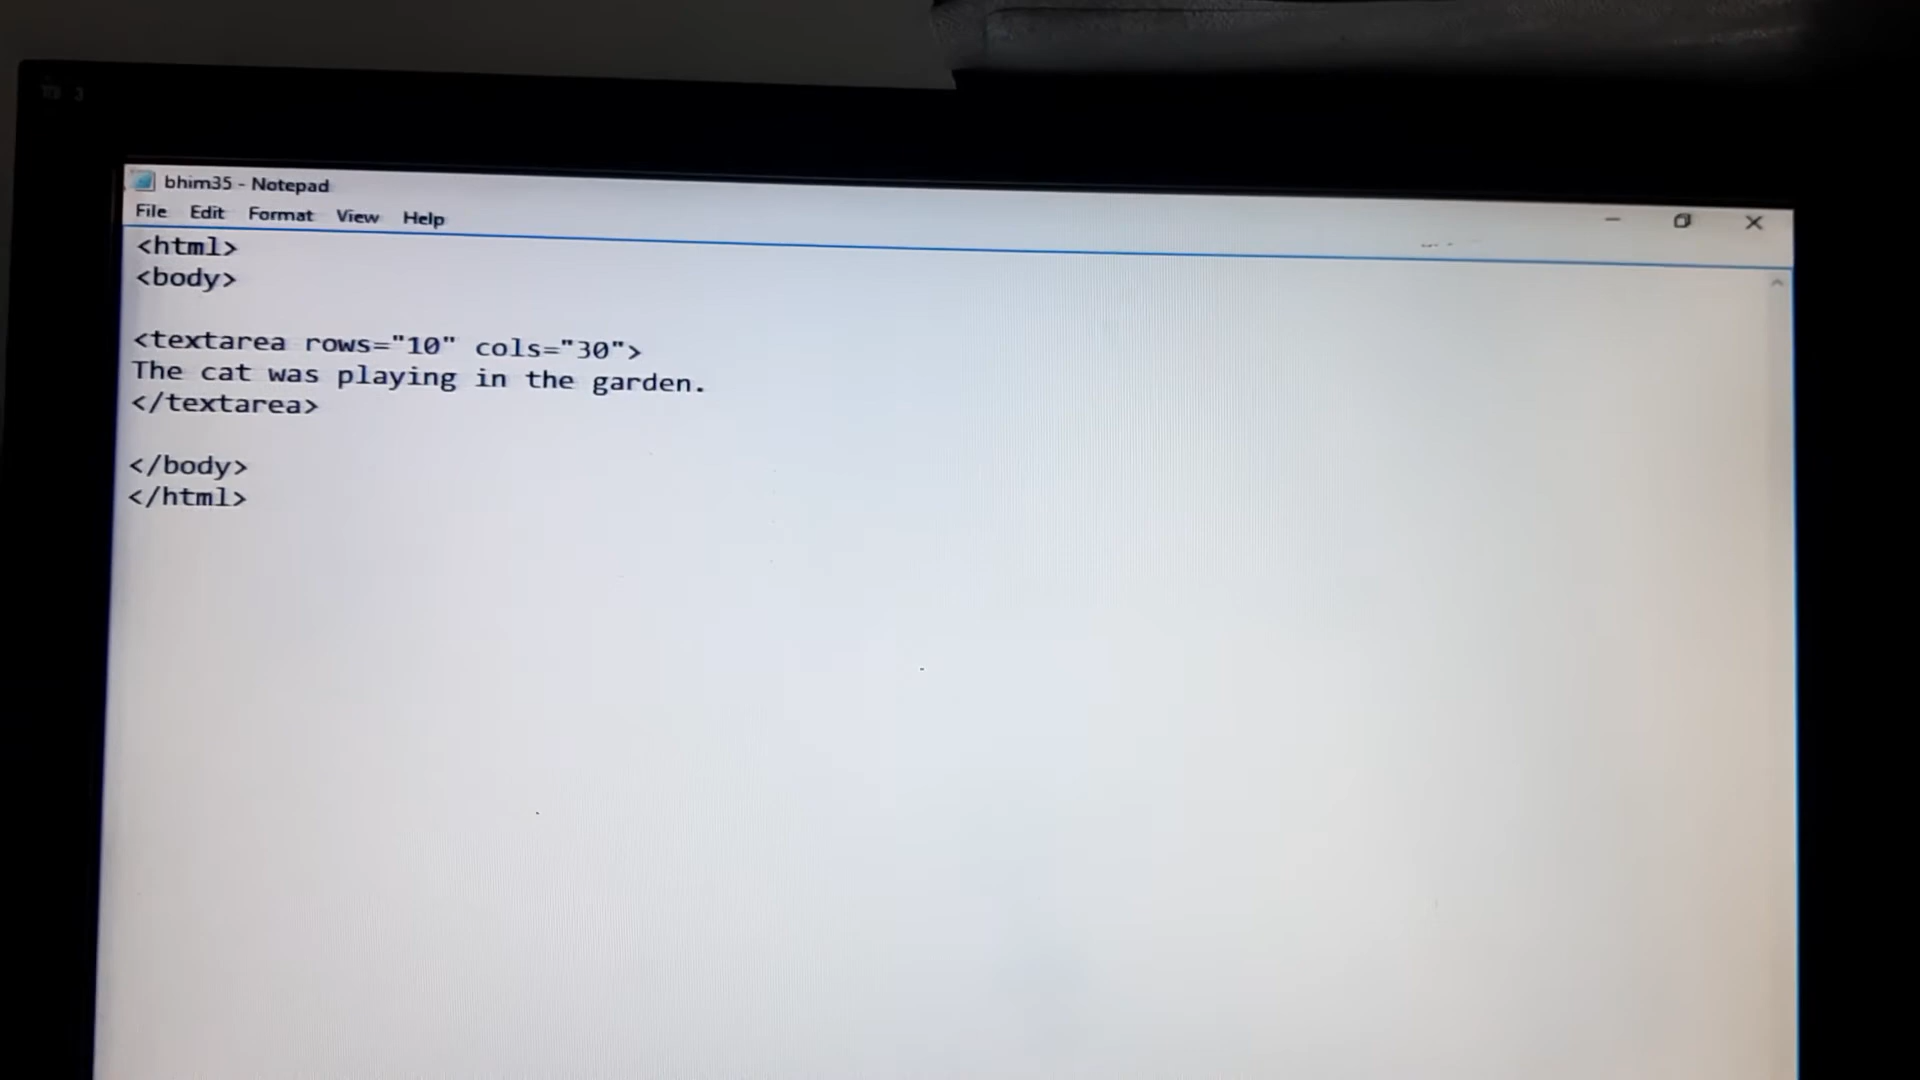 bhim35 - Notepad
File Edit Format View Help
<html>
<body>
<textarea rows="10" cols="30">
The cat was playing in the garden.
</textarea>
</body>
</html>